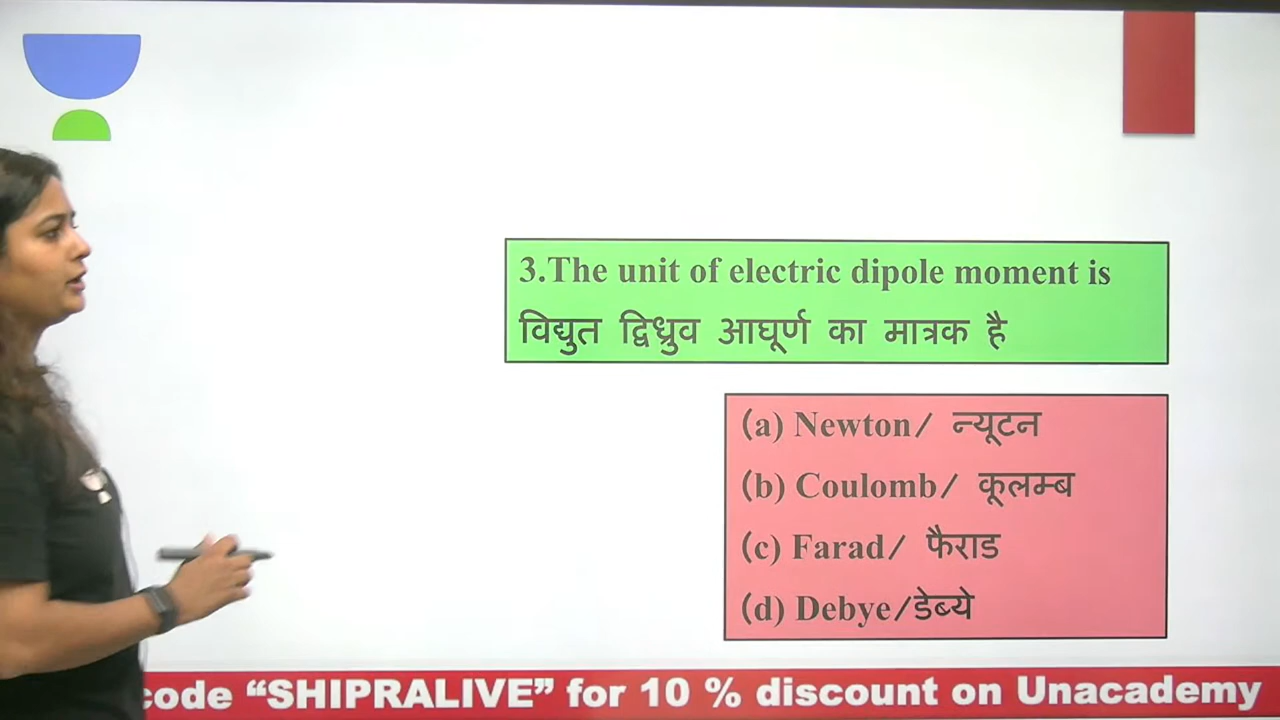 3.The unit of electric dipole moment is
विद्युत द्विध्रुव आघूर्ण का मात्रक है
(a) Newton/ न्यूटन
(b) Coulomb/ कूलम्ब
(c) Farad/ फैराड
(d) Debye/डेब्ये
code “SHIPRALIVE” for 10 % discount on Unacademy